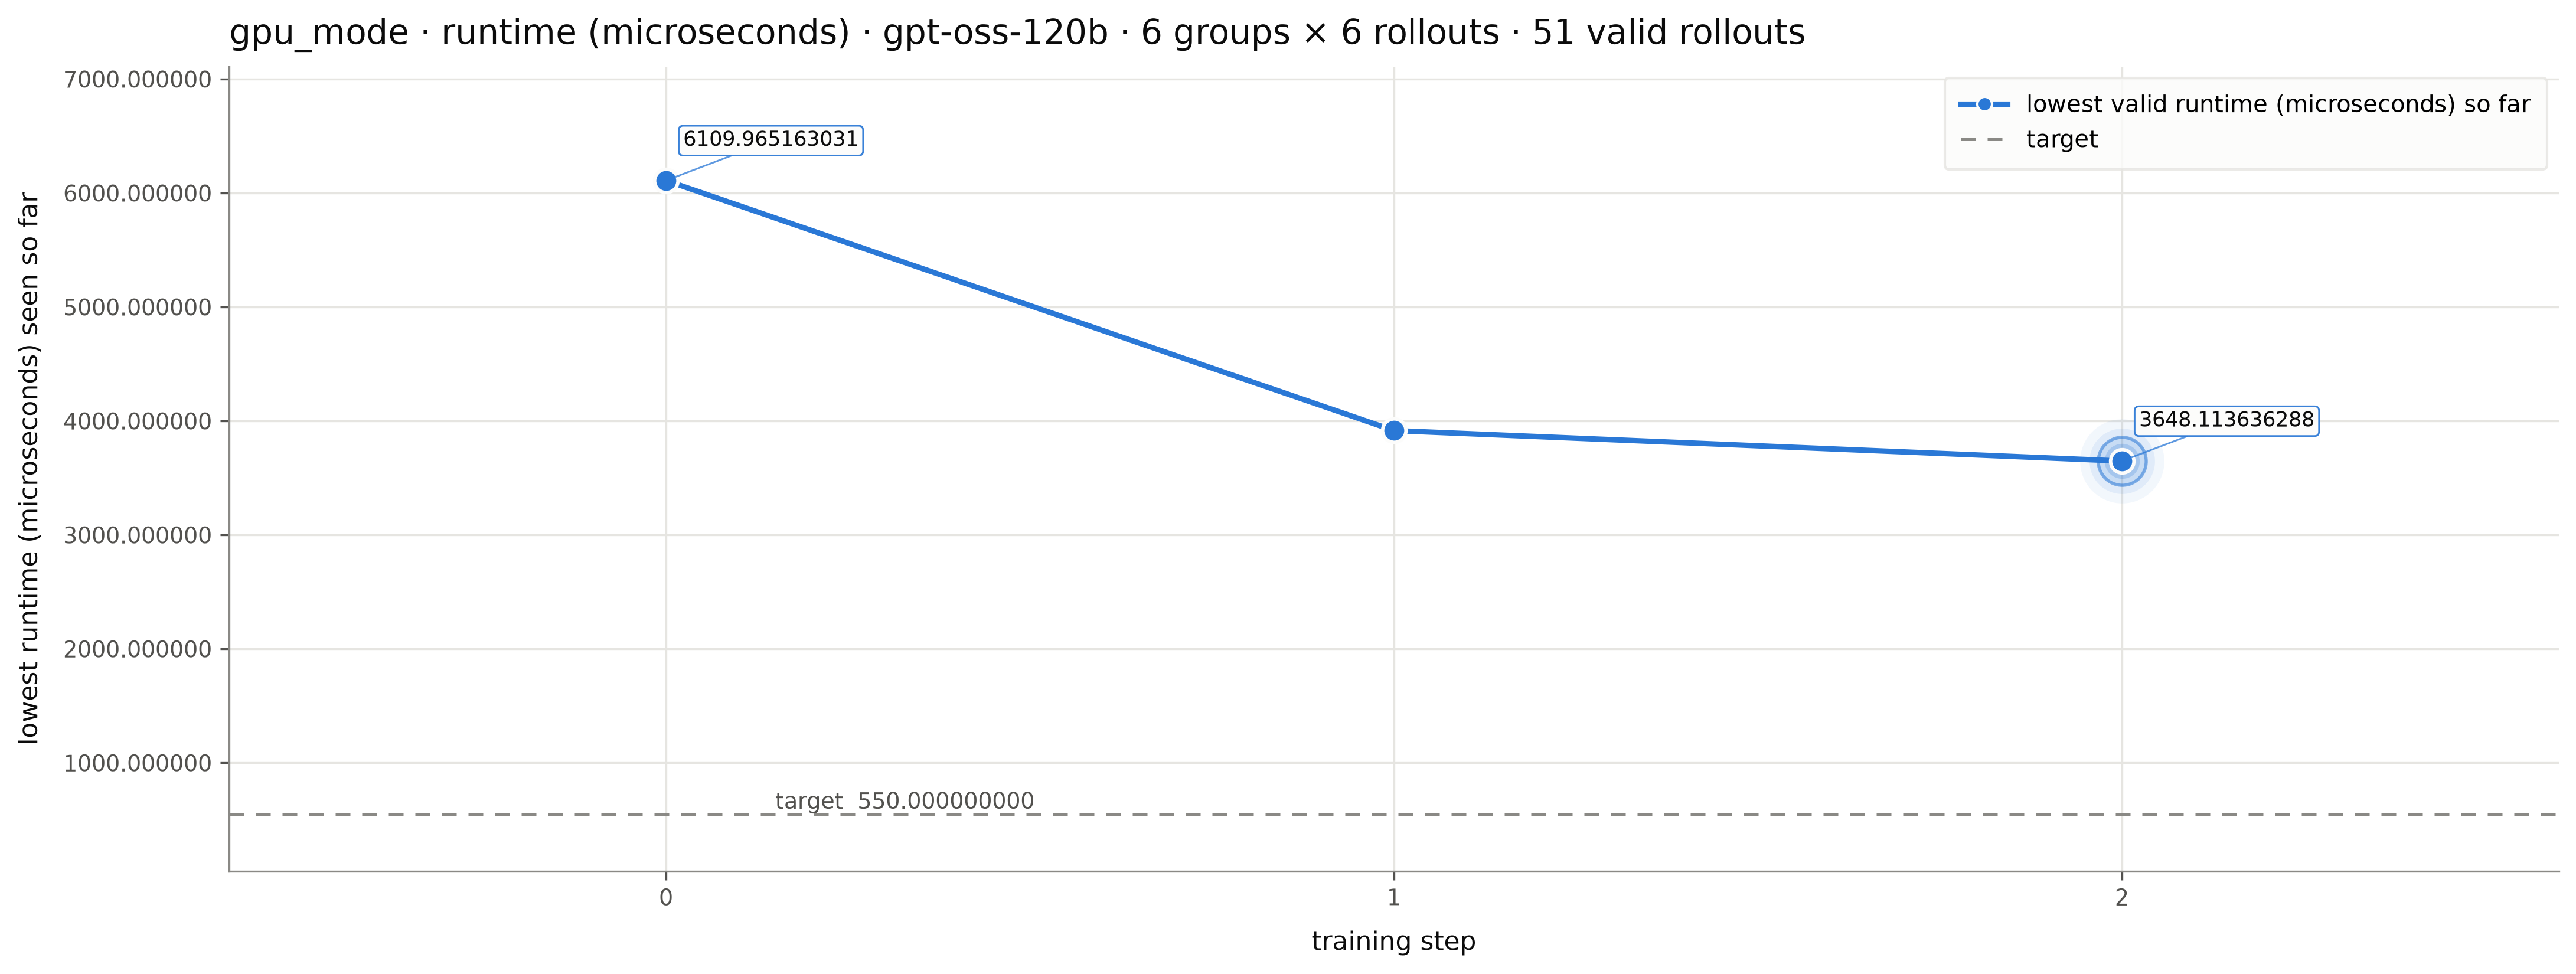 gpu_mode · runtime (microseconds) · gpt-oss-120b · 6 groups × 6 rollouts · 51 valid rollouts
lowest runtime (microseconds) seen so far
7000.000000
6000.000000
5000.000000
4000.000000
3000.000000
2000.000000
1000.000000
6109.965163031
3648.113636288
lowest valid runtime (microseconds) so far
target
target 550.000000000
0
1
2
training step